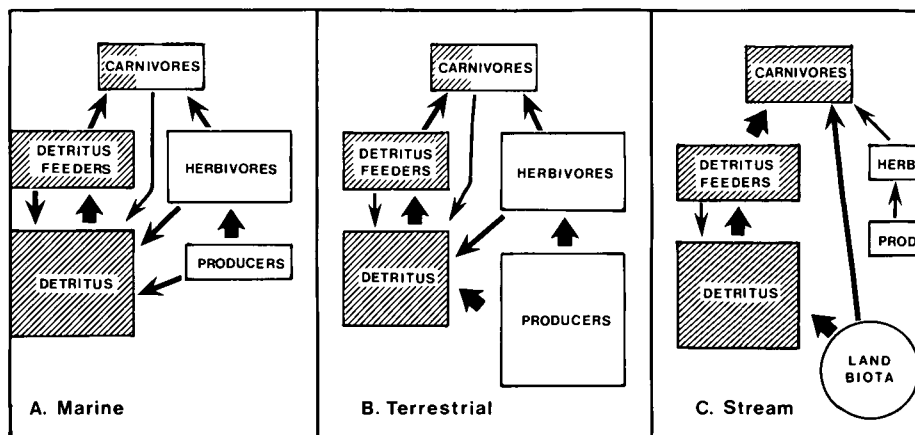 CARNIVORES
DETRITUS
FEEDERS
HERBIVORES
PRODUCERS
DETRITUS
A. Marine
CARNIVORES
DETRITUS
FEEDERS
HERBIVORES
DETRITUS
PRODUCERS
B. Terrestrial
CARNIVORES
HERB
DETRITUS
FEEDERS
PROD
DETRITUS
LAND
BIOTA
C. Stream